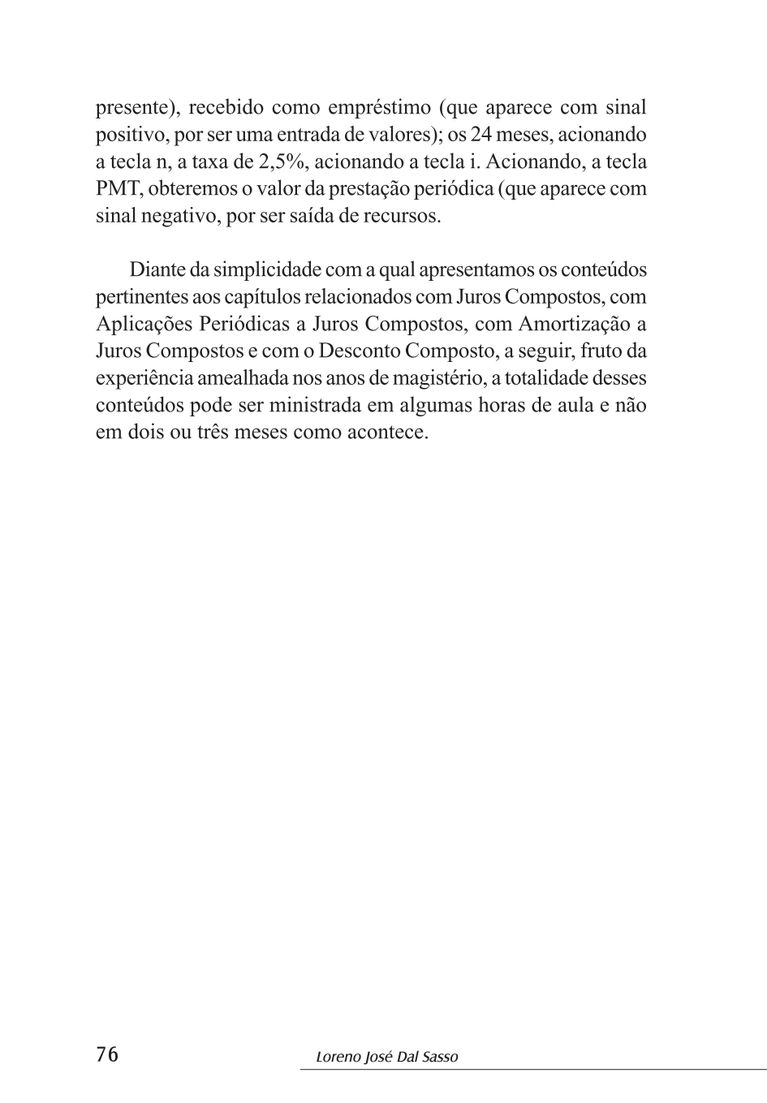 presente), recebido como empréstimo (que aparece com sinal
positivo, por ser uma entrada de valores); os 24 meses, acionando
a tecla n, a taxa de 2,5%, acionando a tecla i. Acionando, a tecla
PMT, obteremos o valor da prestação periódica (que aparece com
sinal negativo, por ser saída de recursos.
Diante da simplicidade com a qual apresentamos os conteúdos
pertinentes aos capítulos relacionados com Juros Compostos, com
Aplicações Periódicas a Juros Compostos, com Amortização a
Juros Compostos e com o Desconto Composto, a seguir, fruto da
experiência amealhada nos anos de magistério, a totalidade desses
conteúdos pode ser ministrada em algumas horas de aula e não
em dois ou três meses como acontece.
76 Loreno José Dal Sasso